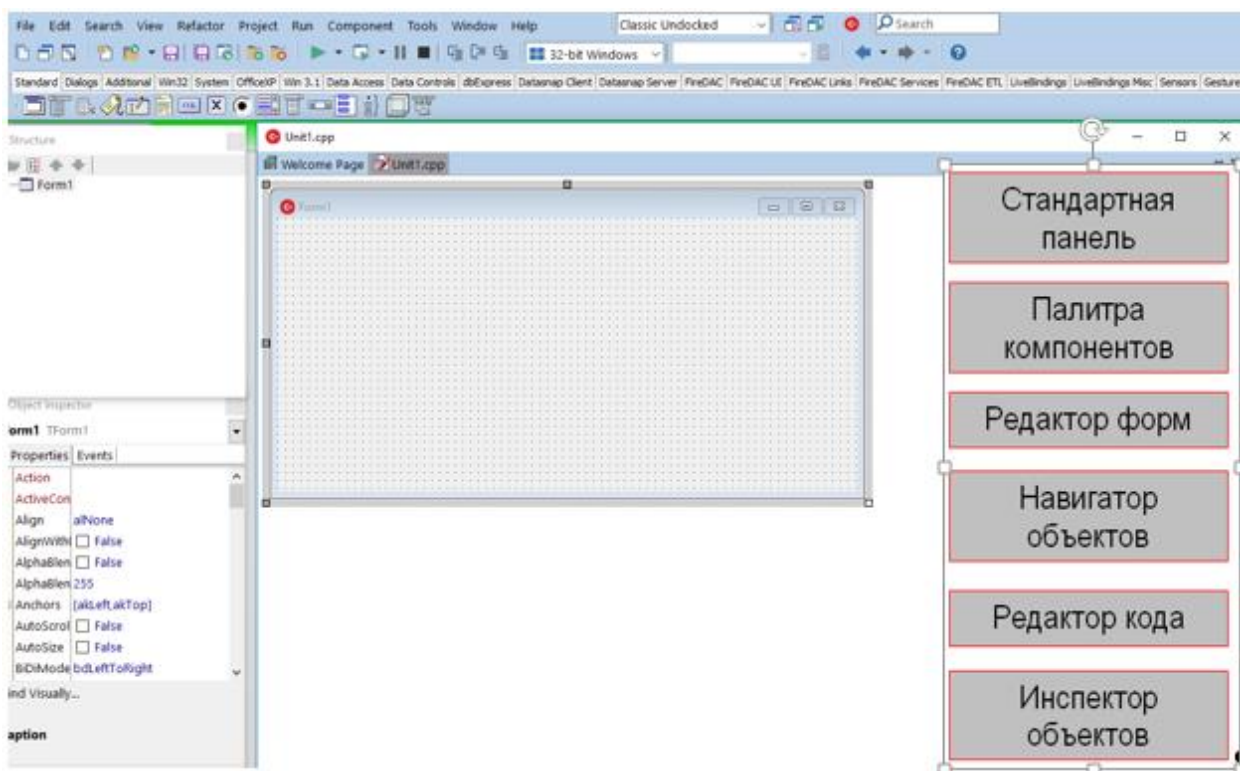 File Edit Search View Refactor Project Run Component Tools Window Help Classic Undocked Search
32-bit Windows
Standard Dialogs Additional Win32 System OfficeXP Win 3.1 Data Access Data Controls dbExpress Datasnap Client Datasnap Server FireDAC FireDAC UI FireDAC Links FireDAC Services FireDAC ETL LiveBindings LiveBindings Misc Sensors Gesture
Structure
Form1
Unit1.cpp
Welcome Page Unit1.cpp
Form1
Object Inspector
orm1 TForm1
Properties Events
Action
ActiveCon
Align alNone
AlignWith False
AlphaBlen False
AlphaBlen 255
Anchors [akLeft,akTop]
AutoScrol False
AutoSize False
BiDiMode bdLeftToRight
ind Visually...
aption
Стандартная
панель
Палитра
компонентов
Редактор форм
Навигатор
объектов
Редактор кода
Инспектор
объектов